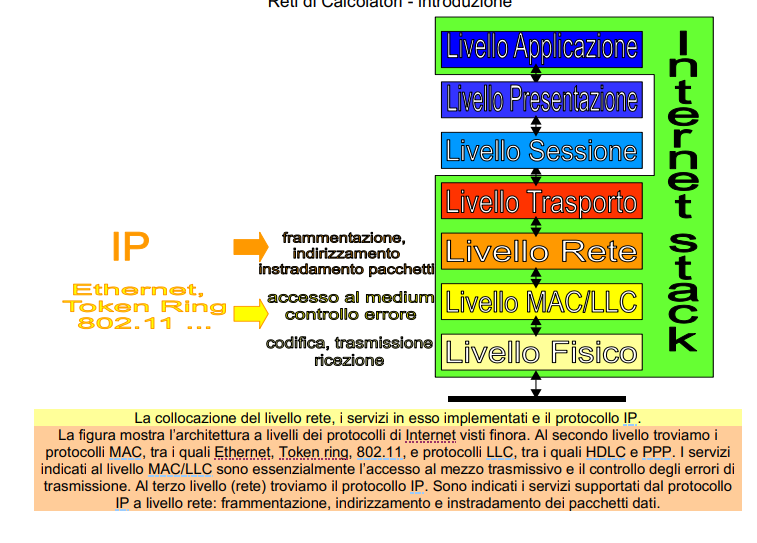 Reti di Calcolatori - Introduzione
Livello Applicazione
Livello Presentazione
Livello Sessione
Livello Trasporto
Livello Rete
Livello MAC/LLC
Livello Fisico
Internet stack
IP
frammentazione,
indirizzamento
instradamento pacchetti
Ethernet,
Token Ring
802.11 ...
accesso al medium
controllo errore
codifica, trasmissione
ricezione
La collocazione del livello rete, i servizi in esso implementati e il protocollo IP.
La figura mostra l'architettura a livelli dei protocolli di Internet visti finora. Al secondo livello troviamo i
protocolli MAC, tra i quali Ethernet, Token ring, 802.11, e protocolli LLC, tra i quali HDLC e PPP. I servizi
indicati al livello MAC/LLC sono essenzialmente l'accesso al mezzo trasmissivo e il controllo degli errori di
trasmissione. Al terzo livello (rete) troviamo il protocollo IP. Sono indicati i servizi supportati dal protocollo
IP a livello rete: frammentazione, indirizzamento e instradamento dei pacchetti dati.